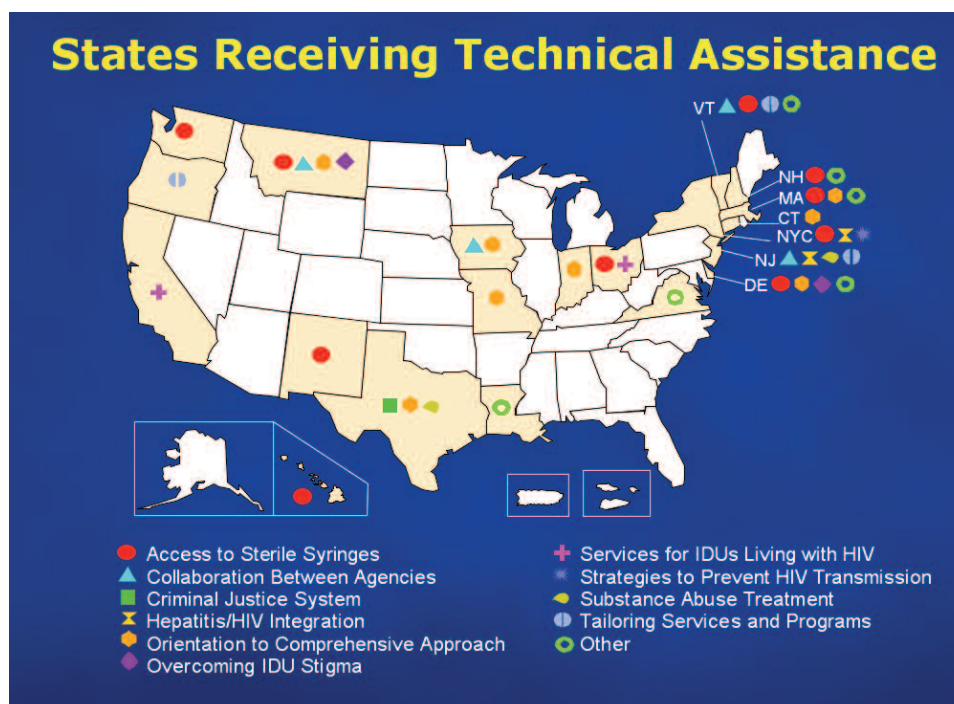 States Receiving Technical Assistance
VT
NH
MA
CT
NYC
NJ
DE
Access to Sterile Syringes
Collaboration Between Agencies
Criminal Justice System
Hepatitis/HIV Integration
Orientation to Comprehensive Approach
Overcoming IDU Stigma
Services for IDUs Living with HIV
Strategies to Prevent HIV Transmission
Substance Abuse Treatment
Tailoring Services and Programs
Other